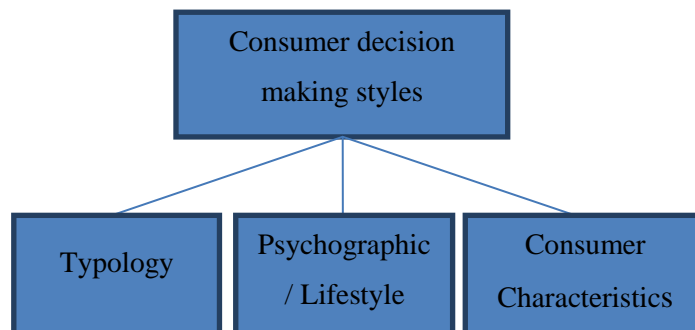 Consumer decision
making styles
Typology
Psychographic
/ Lifestyle
Consumer
Characteristics